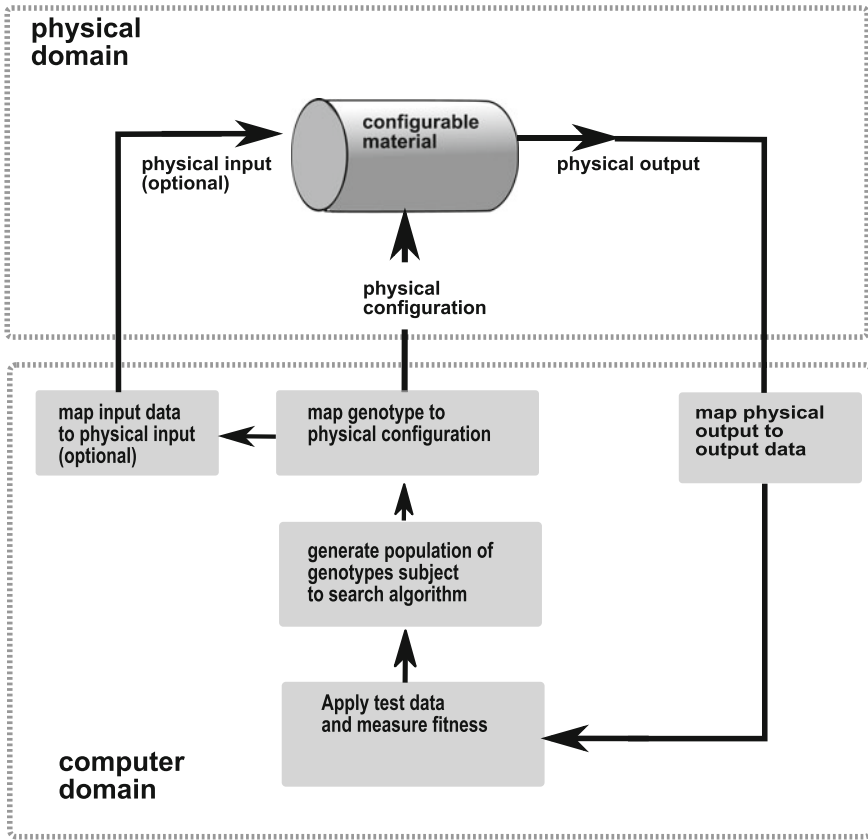 physical
domain
configurable
material
physical input
(optional)
physical output
physical
configuration
map input data
to physical input
(optional)
map genotype to
physical configuration
map physical
output to
output data
generate population of
genotypes subject
to search algorithm
Apply test data
and measure fitness
computer
domain